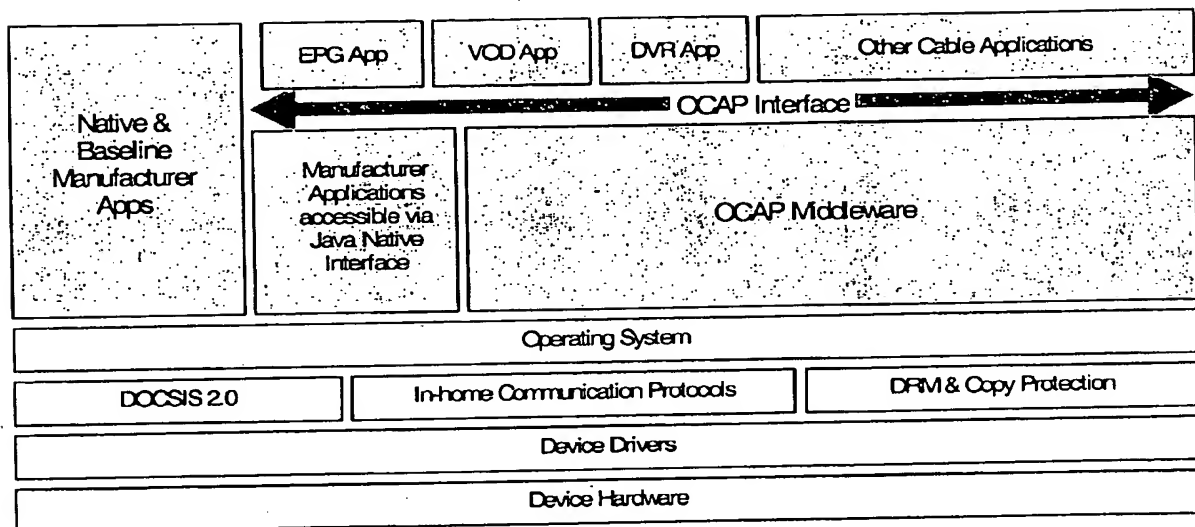 EPG App
VOD App
DVR App
Other Cable Applications
OCAP Interface
Native &
Baseline
Manufacturer
Apps
Manufacturer
Applications
accessible via
Java Native
Interface
OCAP Middleware
Operating System
DOCSIS 2.0
In-home Communication Protocols
DRM & Copy Protection
Device Drivers
Device Hardware